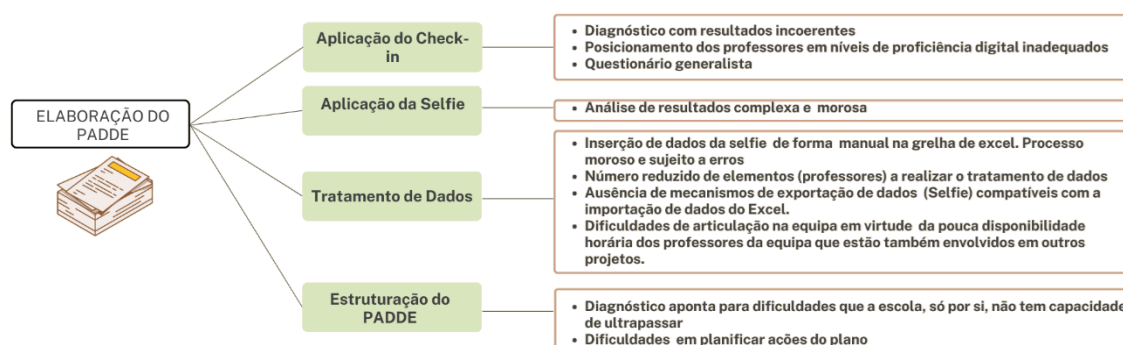 ELABORAÇÃO DO
PADDE
Aplicação do Check-
in
• Diagnóstico com resultados incoerentes
• Posicionamento dos professores em níveis de proficiência digital inadequados
• Questionário generalista
Aplicação da Selfie
• Análise de resultados complexa e morosa
Tratamento de Dados
• Inserção de dados da selfie de forma manual na grelha de excel. Processo
moroso e sujeito a erros
• Número reduzido de elementos (professores) a realizar o tratamento de dados
• Ausência de mecanismos de exportação de dados (Selfie) compatíveis com a
importação de dados do Excel.
• Dificuldades de articulação na equipa em virtude da pouca disponibilidade
horária dos professores da equipa que estão também envolvidos em outros
projetos.
Estruturação do
PADDE
• Diagnóstico aponta para dificuldades que a escola, só por si, não tem capacidade
de ultrapassar
• Dificuldades em planificar ações do plano